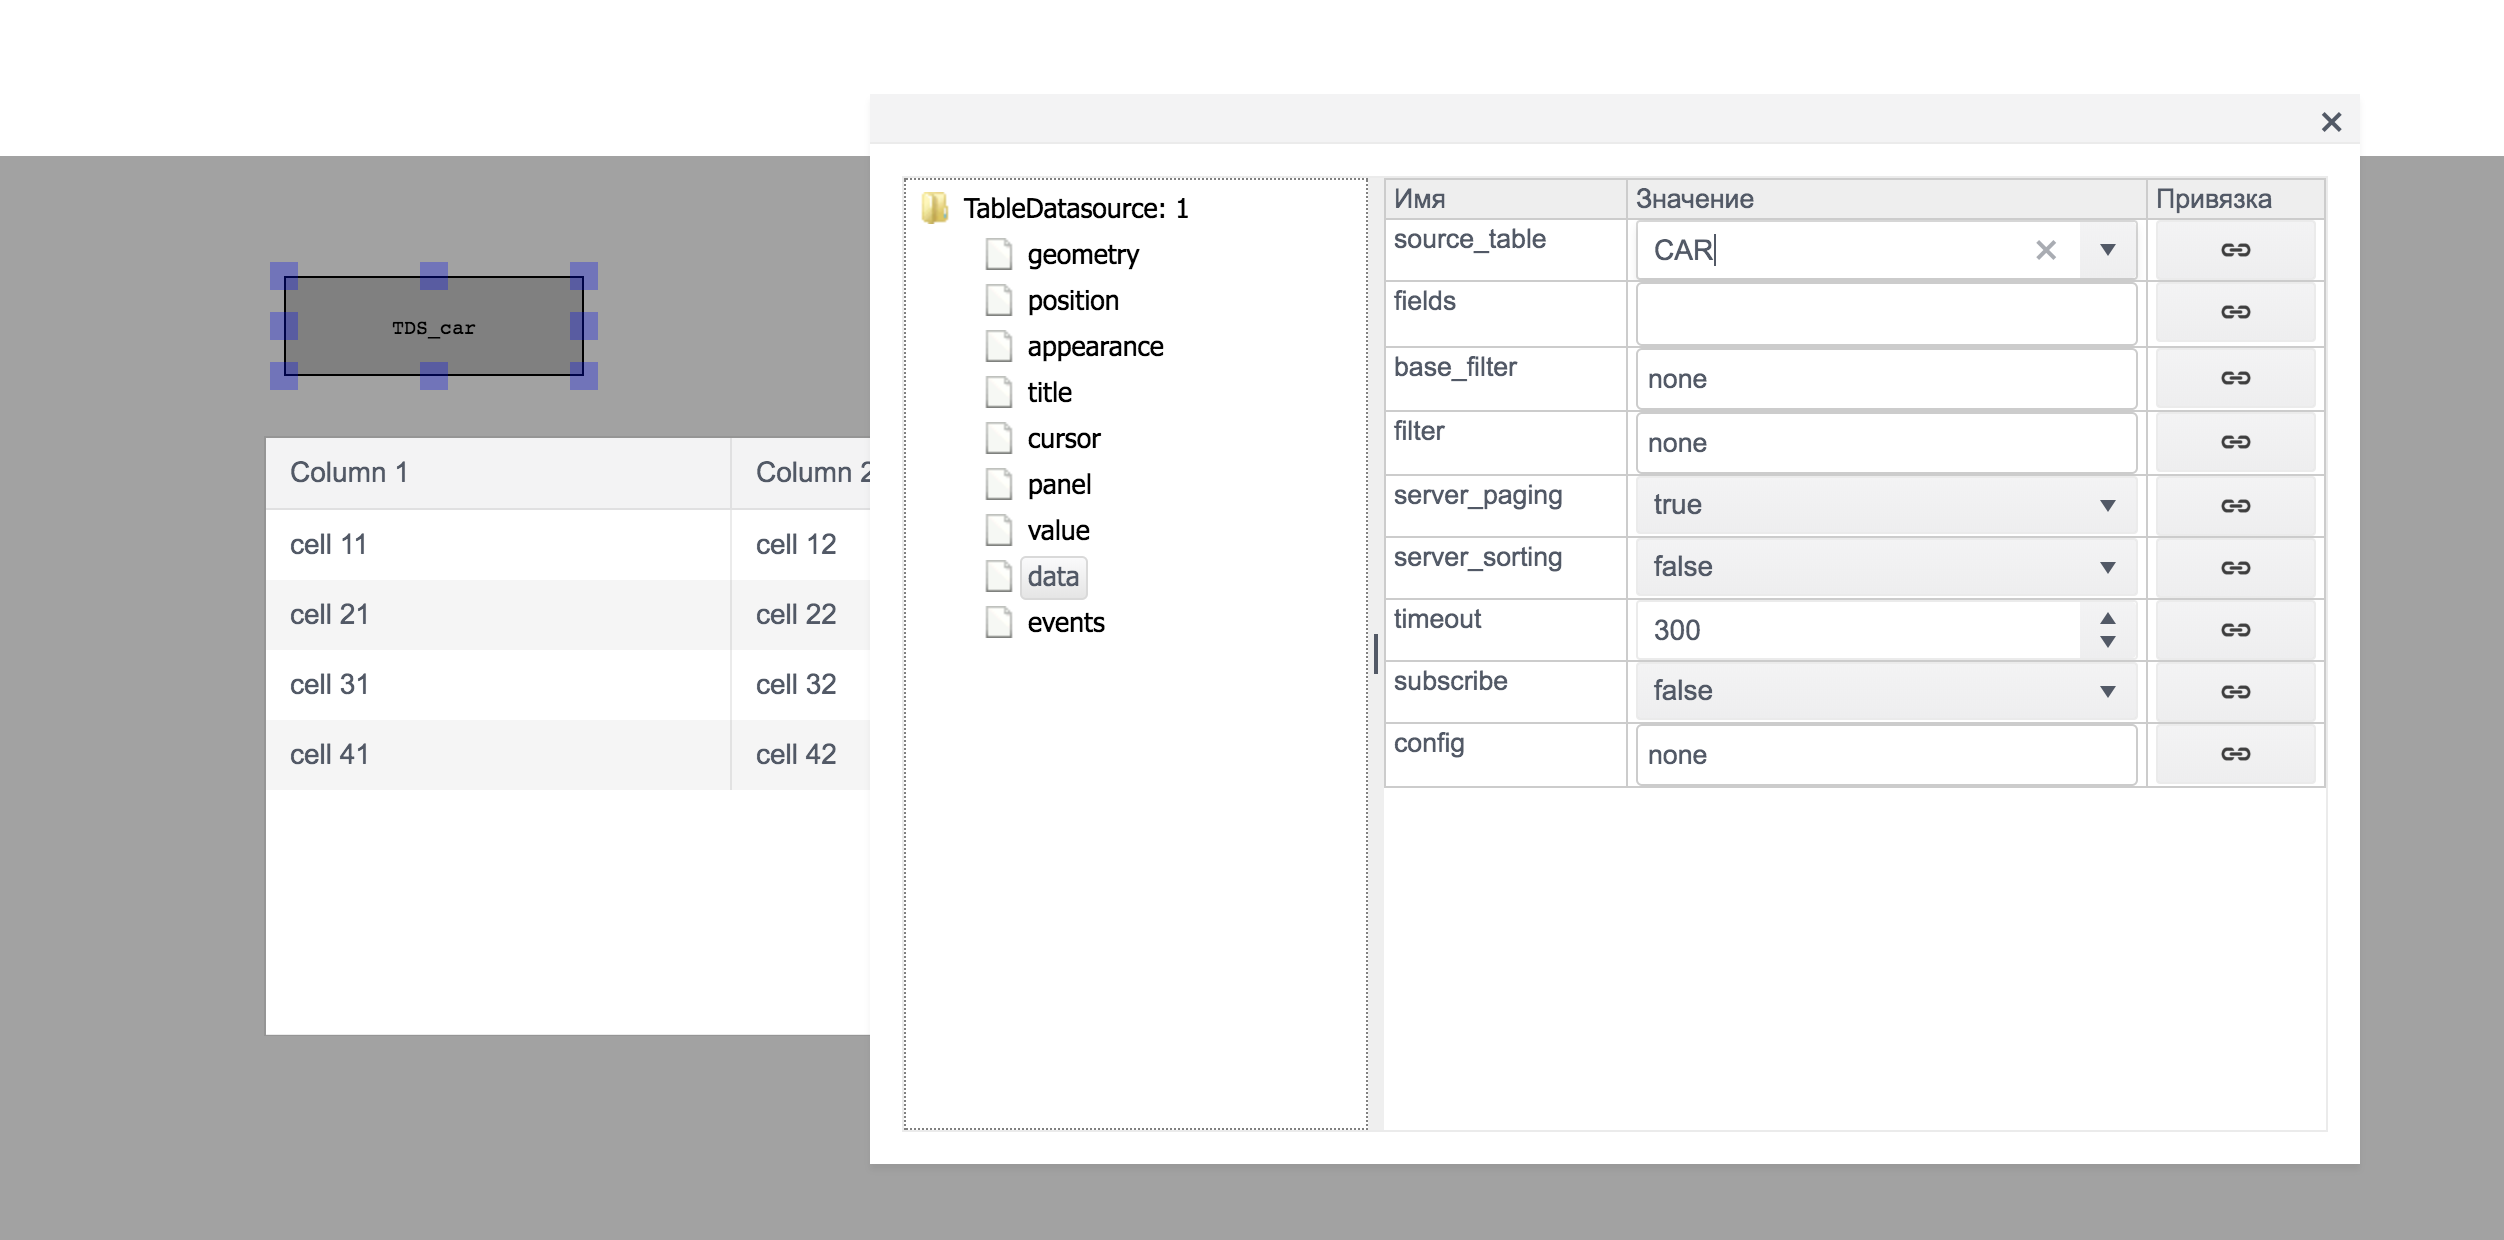 TDS_car
Column 1 Column 2
cell 11 cell 12
cell 21 cell 22
cell 31 cell 32
cell 41 cell 42
TableDatasource: 1
geometry
position
appearance
title
cursor
panel
value
data
events
Имя Значение Привязка
source_table CAR
fields
base_filter none
filter none
server_paging true
server_sorting false
timeout 300
subscribe false
config none